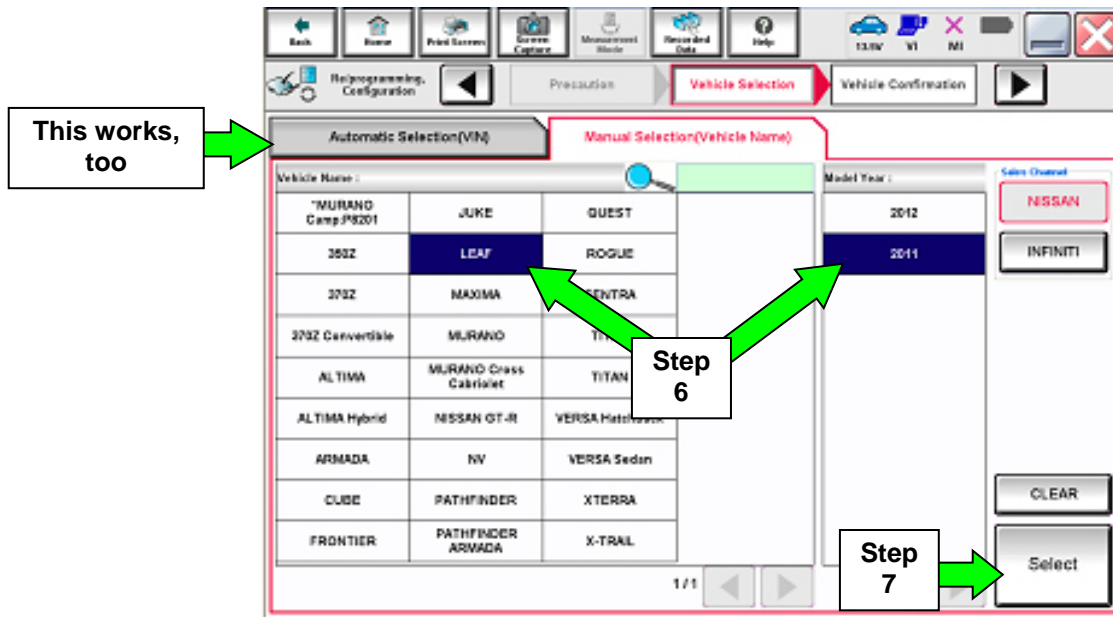 Back
Home
Print Screen
Screen
Capture
Measurement
Mode
Recorded
Data
Help
13.1V
VI
MI
Re/programming,
Configuration
Precaution
Vehicle Selection
Vehicle Confirmation
This works,
too
Automatic Selection(VIN)
Manual Selection(Vehicle Name)
Vehicle Name :
Model Year :
Sales Channel
*MURANO
Camp:P8201
JUKE
QUEST
2012
NISSAN
350Z
LEAF
ROGUE
2011
INFINITI
370Z
MAXIMA
SENTRA
370Z Convertible
MURANO
Step
6
ALTIMA
MURANO Cross
Cabriolet
TITAN
ALTIMA Hybrid
NISSAN GT-R
VERSA
ARMADA
NV
VERSA Sedan
CUBE
PATHFINDER
XTERRA
CLEAR
FRONTIER
PATHFINDER
ARMADA
X-TRAIL
Step
7
Select
1/1